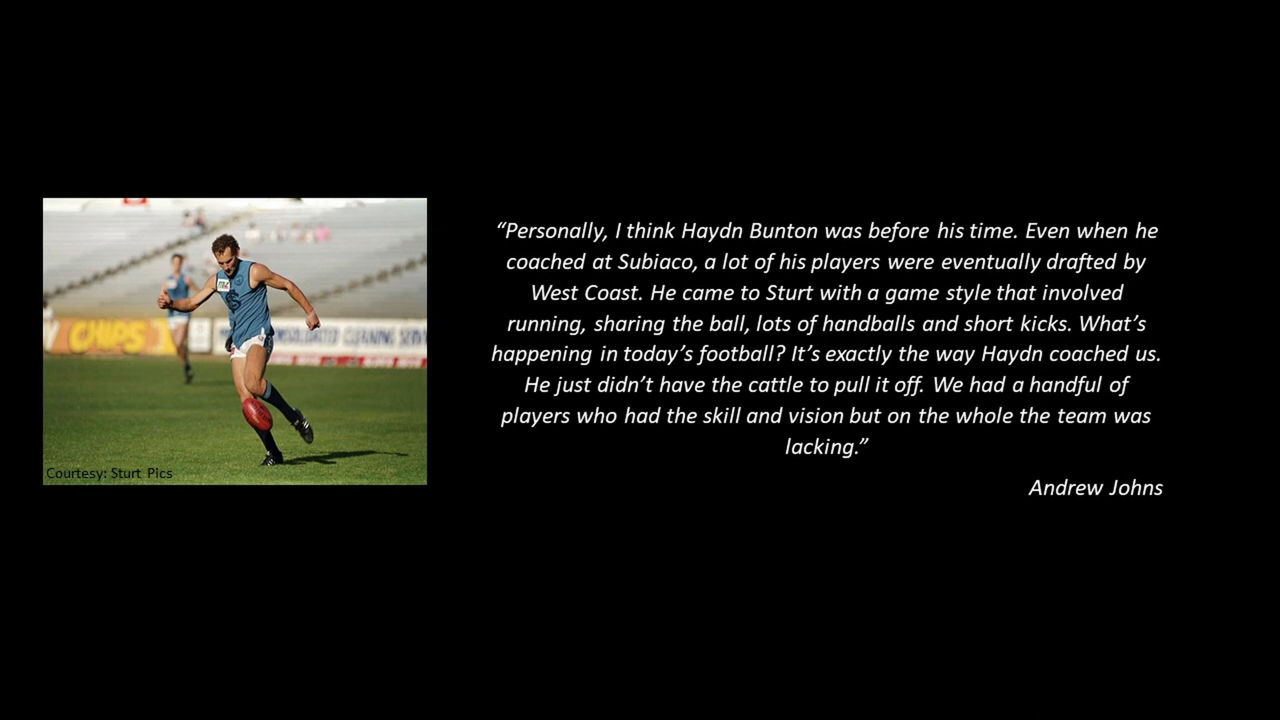 “Personally, I think Haydn Bunton was before his time. Even when he
coached at Subiaco, a lot of his players were eventually drafted by
West Coast. He came to Sturt with a game style that involved
running, sharing the ball, lots of handballs and short kicks. What’s
happening in today’s football? It’s exactly the way Haydn coached us.
He just didn’t have the cattle to pull it off. We had a handful of
players who had the skill and vision but on the whole the team was
lacking.”
Andrew Johns
CHIPS
CLEANING
Courtesy: Sturt Pics